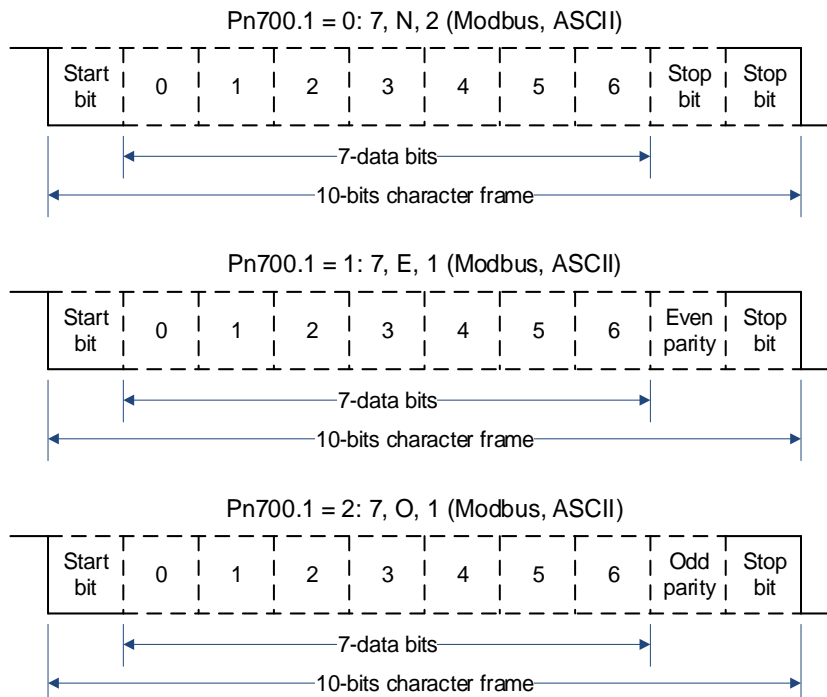 Pn700.1 = 0: 7, N, 2 (Modbus, ASCII)
Start bit 0 1 2 3 4 5 6 Stop bit Stop bit
7-data bits
10-bits character frame
Pn700.1 = 1: 7, E, 1 (Modbus, ASCII)
Start bit 0 1 2 3 4 5 6 Even parity Stop bit
7-data bits
10-bits character frame
Pn700.1 = 2: 7, O, 1 (Modbus, ASCII)
Start bit 0 1 2 3 4 5 6 Odd parity Stop bit
7-data bits
10-bits character frame